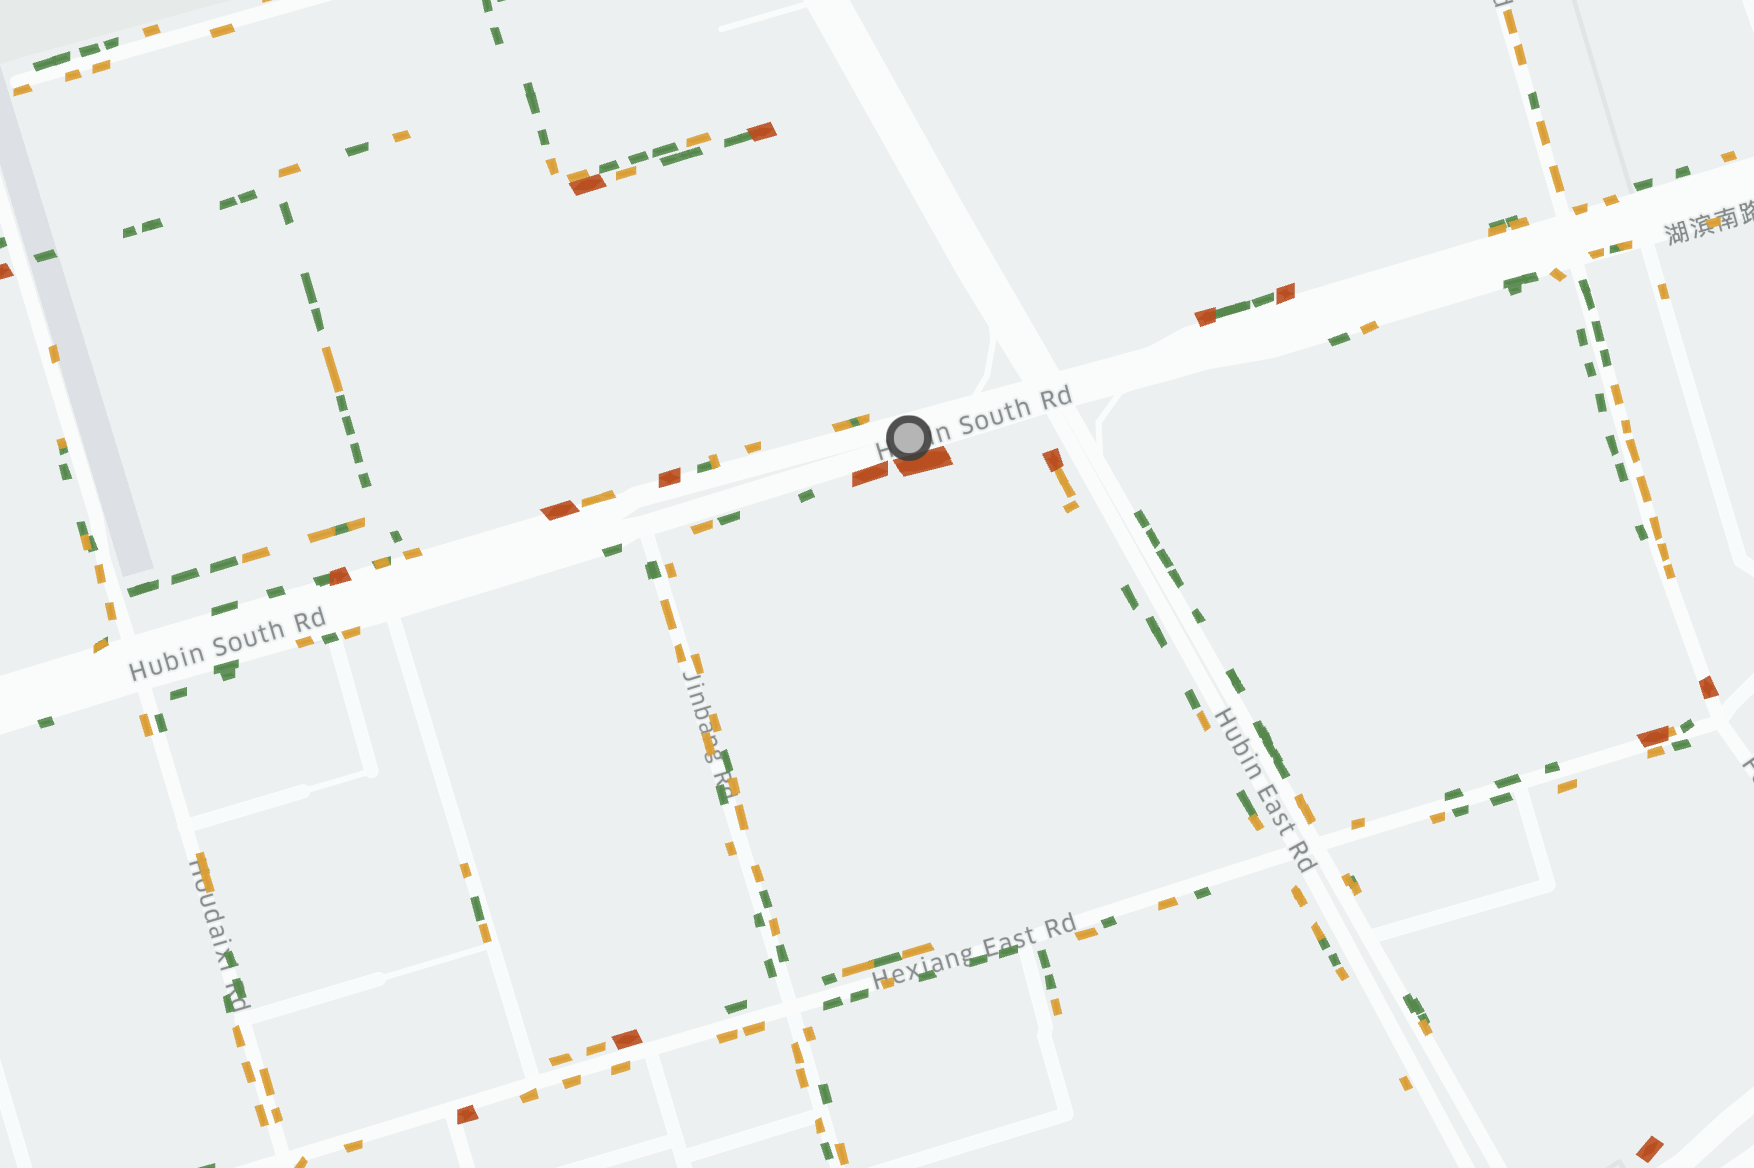 湖滨南路
Hubin South Rd
Hubin South Rd
Jinbang Rd
Hubin East Rd
Houdaixi Rd
Hexiang East Rd